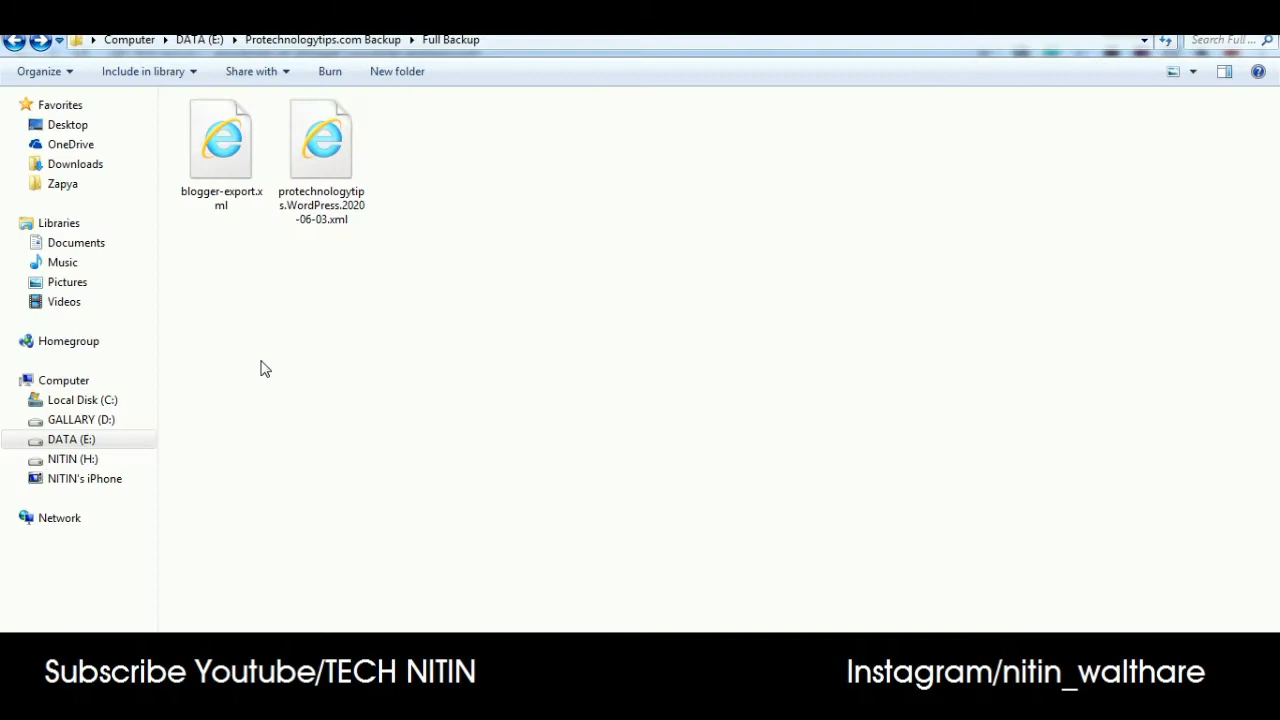 Computer
DATA (E:)
Protechnologytips.com Backup
Full Backup
Search Full ...
Organize
Include in library
Share with
Burn
New folder
Favorites
Desktop
OneDrive
Downloads
Zapya
Libraries
Documents
Music
Pictures
Videos
Homegroup
Computer
Local Disk (C:)
GALLARY (D:)
DATA (E:)
NITIN (H:)
NITIN's iPhone
Network
blogger-export.x
ml
protechnologytip
s.WordPress.2020
-06-03.xml
Subscribe Youtube/TECH NITIN
Instagram/nitin_walthare